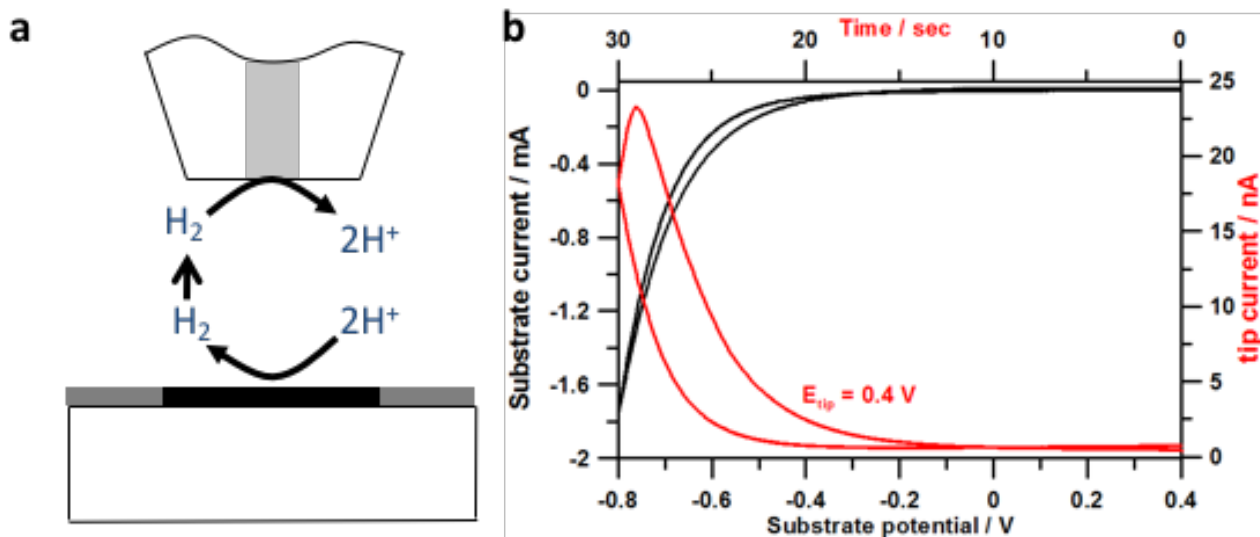 a
H2
2H+
H2
2H+
b
Time / sec
30 20 10 0
Substrate current / mA
0
-0.4
-0.8
-1.2
-1.6
-2
25
20
15
10
5
0
tip current / nA
Etip = 0.4 V
-0.8 -0.6 -0.4 -0.2 0 0.2 0.4
Substrate potential / V